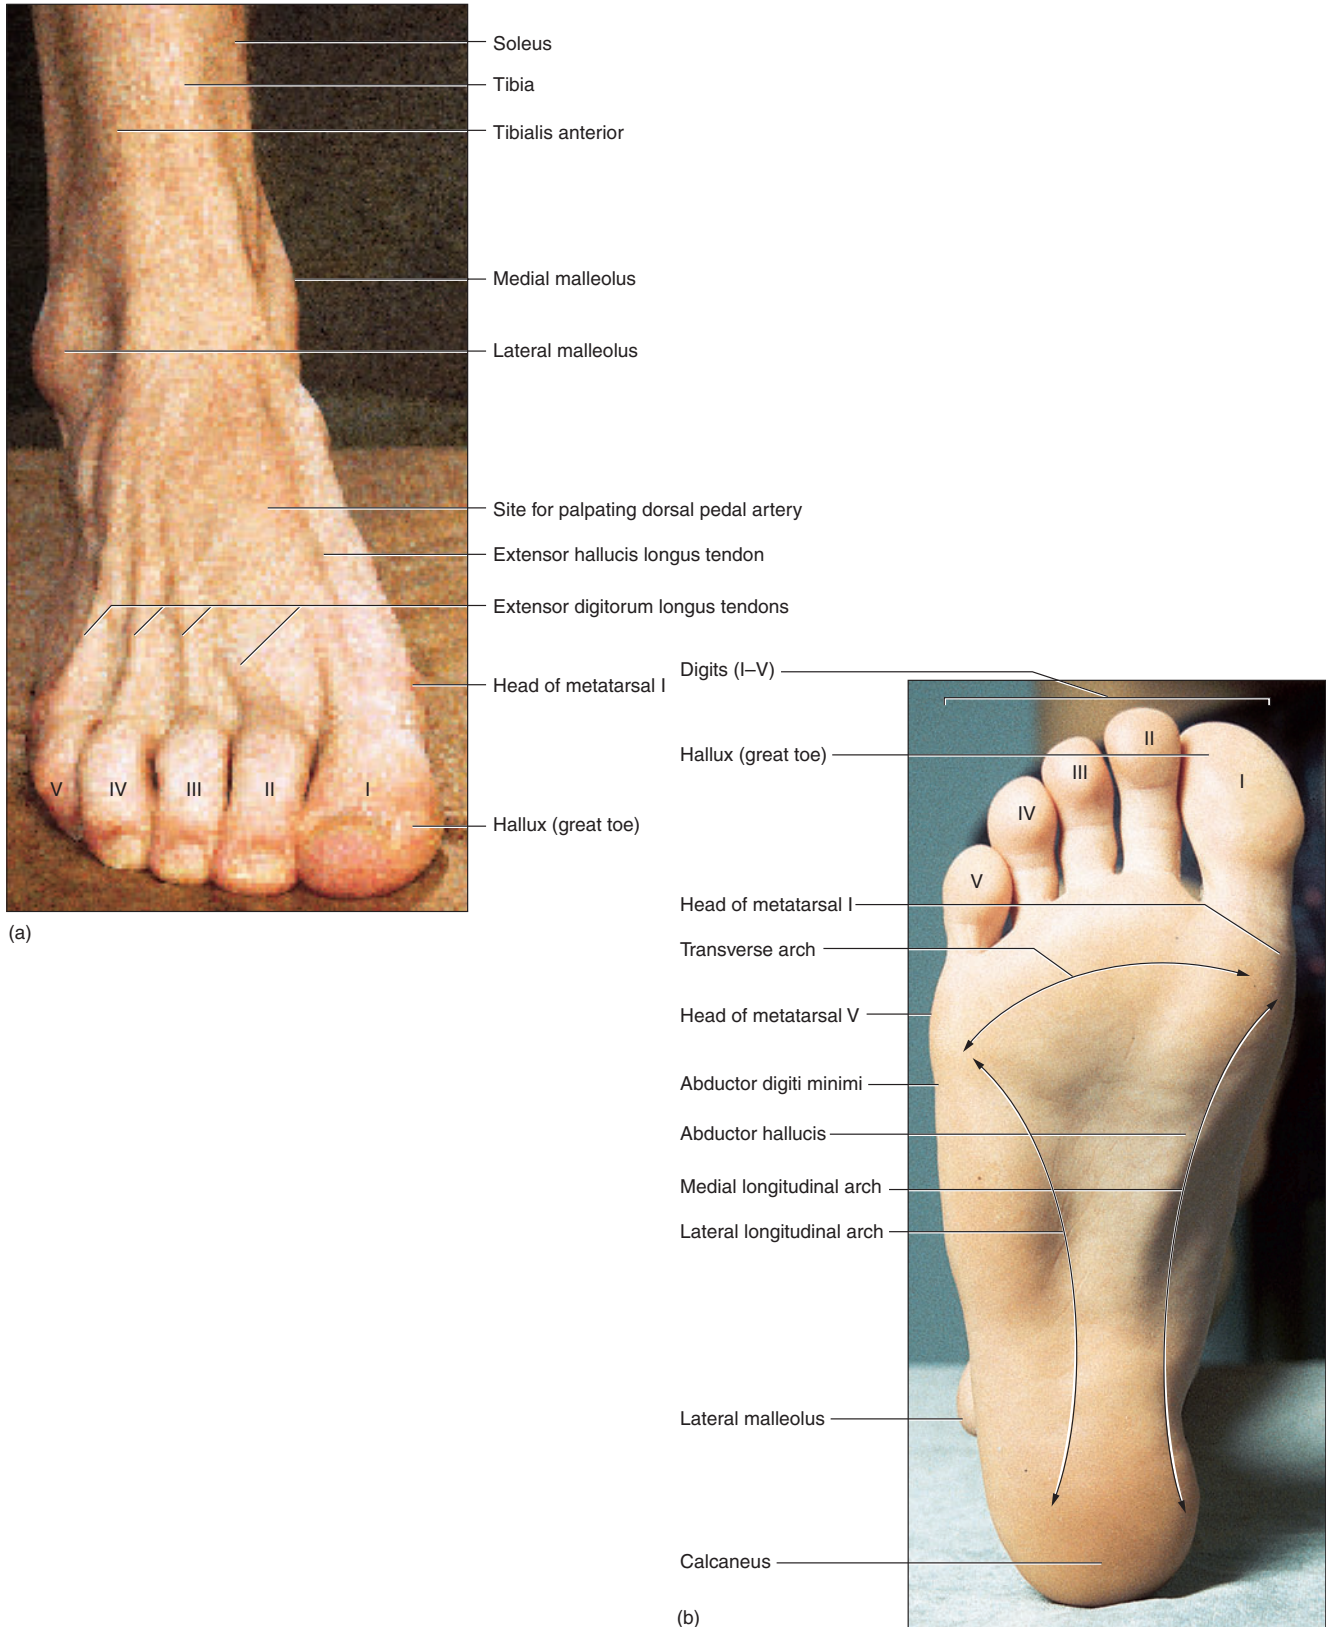 Soleus
Tibia
Tibialis anterior
Medial malleolus
Lateral malleolus
Site for palpating dorsal pedal artery
Extensor hallucis longus tendon
Extensor digitorum longus tendons
Head of metatarsal I
Hallux (great toe)
V IV III II I
(a)
Digits (I–V)
Hallux (great toe)
II
I
III
IV
V
Head of metatarsal I
Transverse arch
Head of metatarsal V
Abductor digiti minimi
Abductor hallucis
Medial longitudinal arch
Lateral longitudinal arch
Lateral malleolus
Calcaneus
(b)